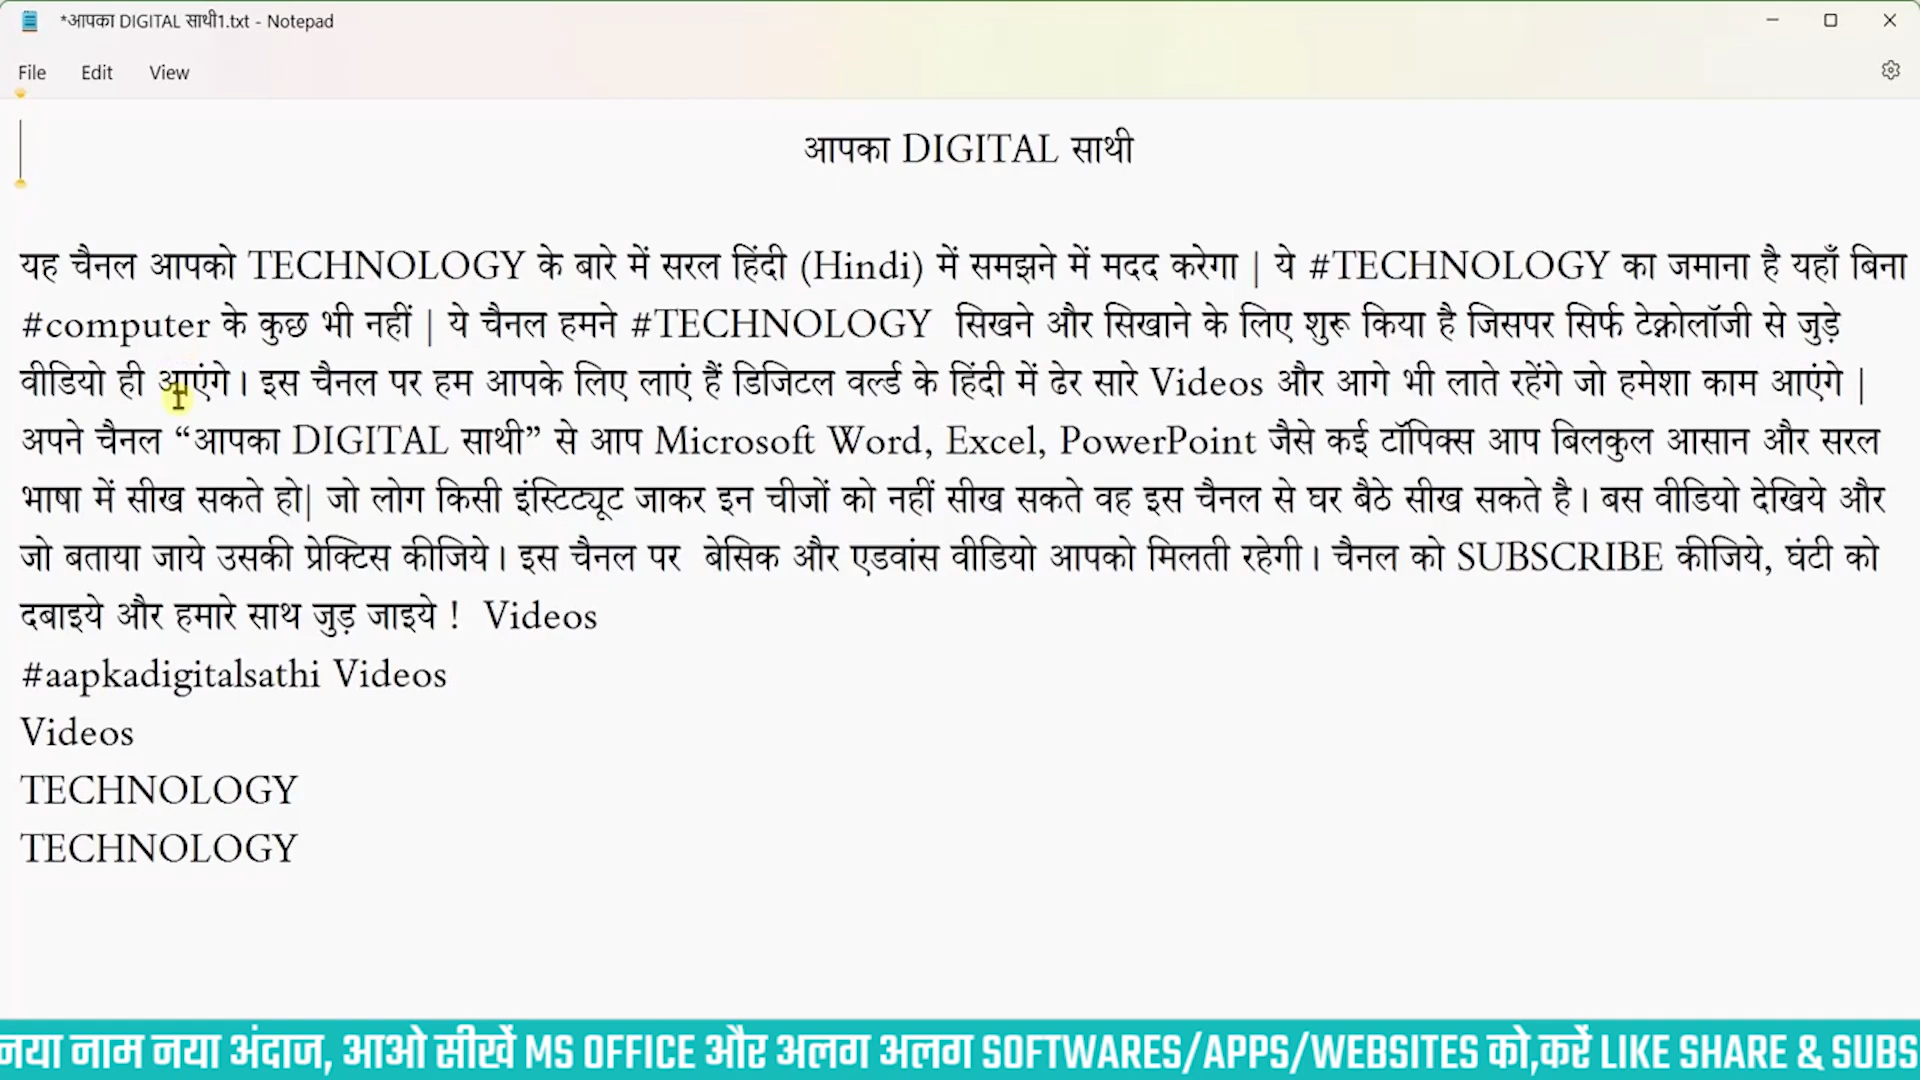 *आपका DIGITAL साथी1.txt - Notepad
File Edit View
आपका DIGITAL साथी
यह चैनल आपको TECHNOLOGY के बारे में सरल हिंदी (Hindi) में समझने में मदद करेगा | ये #TECHNOLOGY का जमाना है यहाँ बिना
#computer के कुछ भी नहीं | ये चैनल हमने #TECHNOLOGY  सिखने और सिखाने के लिए शुरू किया है जिसपर सिर्फ टेक्नोलॉजी से जुड़े
वीडियो ही आएंगे। इस चैनल पर हम आपके लिए लाएं हैं डिजिटल वर्ल्ड के हिंदी में ढेर सारे Videos और आगे भी लाते रहेंगे जो हमेशा काम आएंगे |
अपने चैनल “आपका DIGITAL साथी” से आप Microsoft Word, Excel, PowerPoint जैसे कई टॉपिक्स आप बिलकुल आसान और सरल
भाषा में सीख सकते हो| जो लोग किसी इंस्टिट्यूट जाकर इन चीजों को नहीं सीख सकते वह इस चैनल से घर बैठे सीख सकते है। बस वीडियो देखिये और
जो बताया जाये उसकी प्रेक्टिस कीजिये। इस चैनल पर  बेसिक और एडवांस वीडियो आपको मिलती रहेगी। चैनल को SUBSCRIBE कीजिये, घंटी को
दबाइये और हमारे साथ जुड़ जाइये !  Videos
#aapkadigitalsathi Videos
Videos
TECHNOLOGY
TECHNOLOGY
नया नाम नया अंदाज, आओ सीखें MS OFFICE और अलग अलग SOFTWARES/APPS/WEBSITES को,करें LIKE SHARE & SUBS